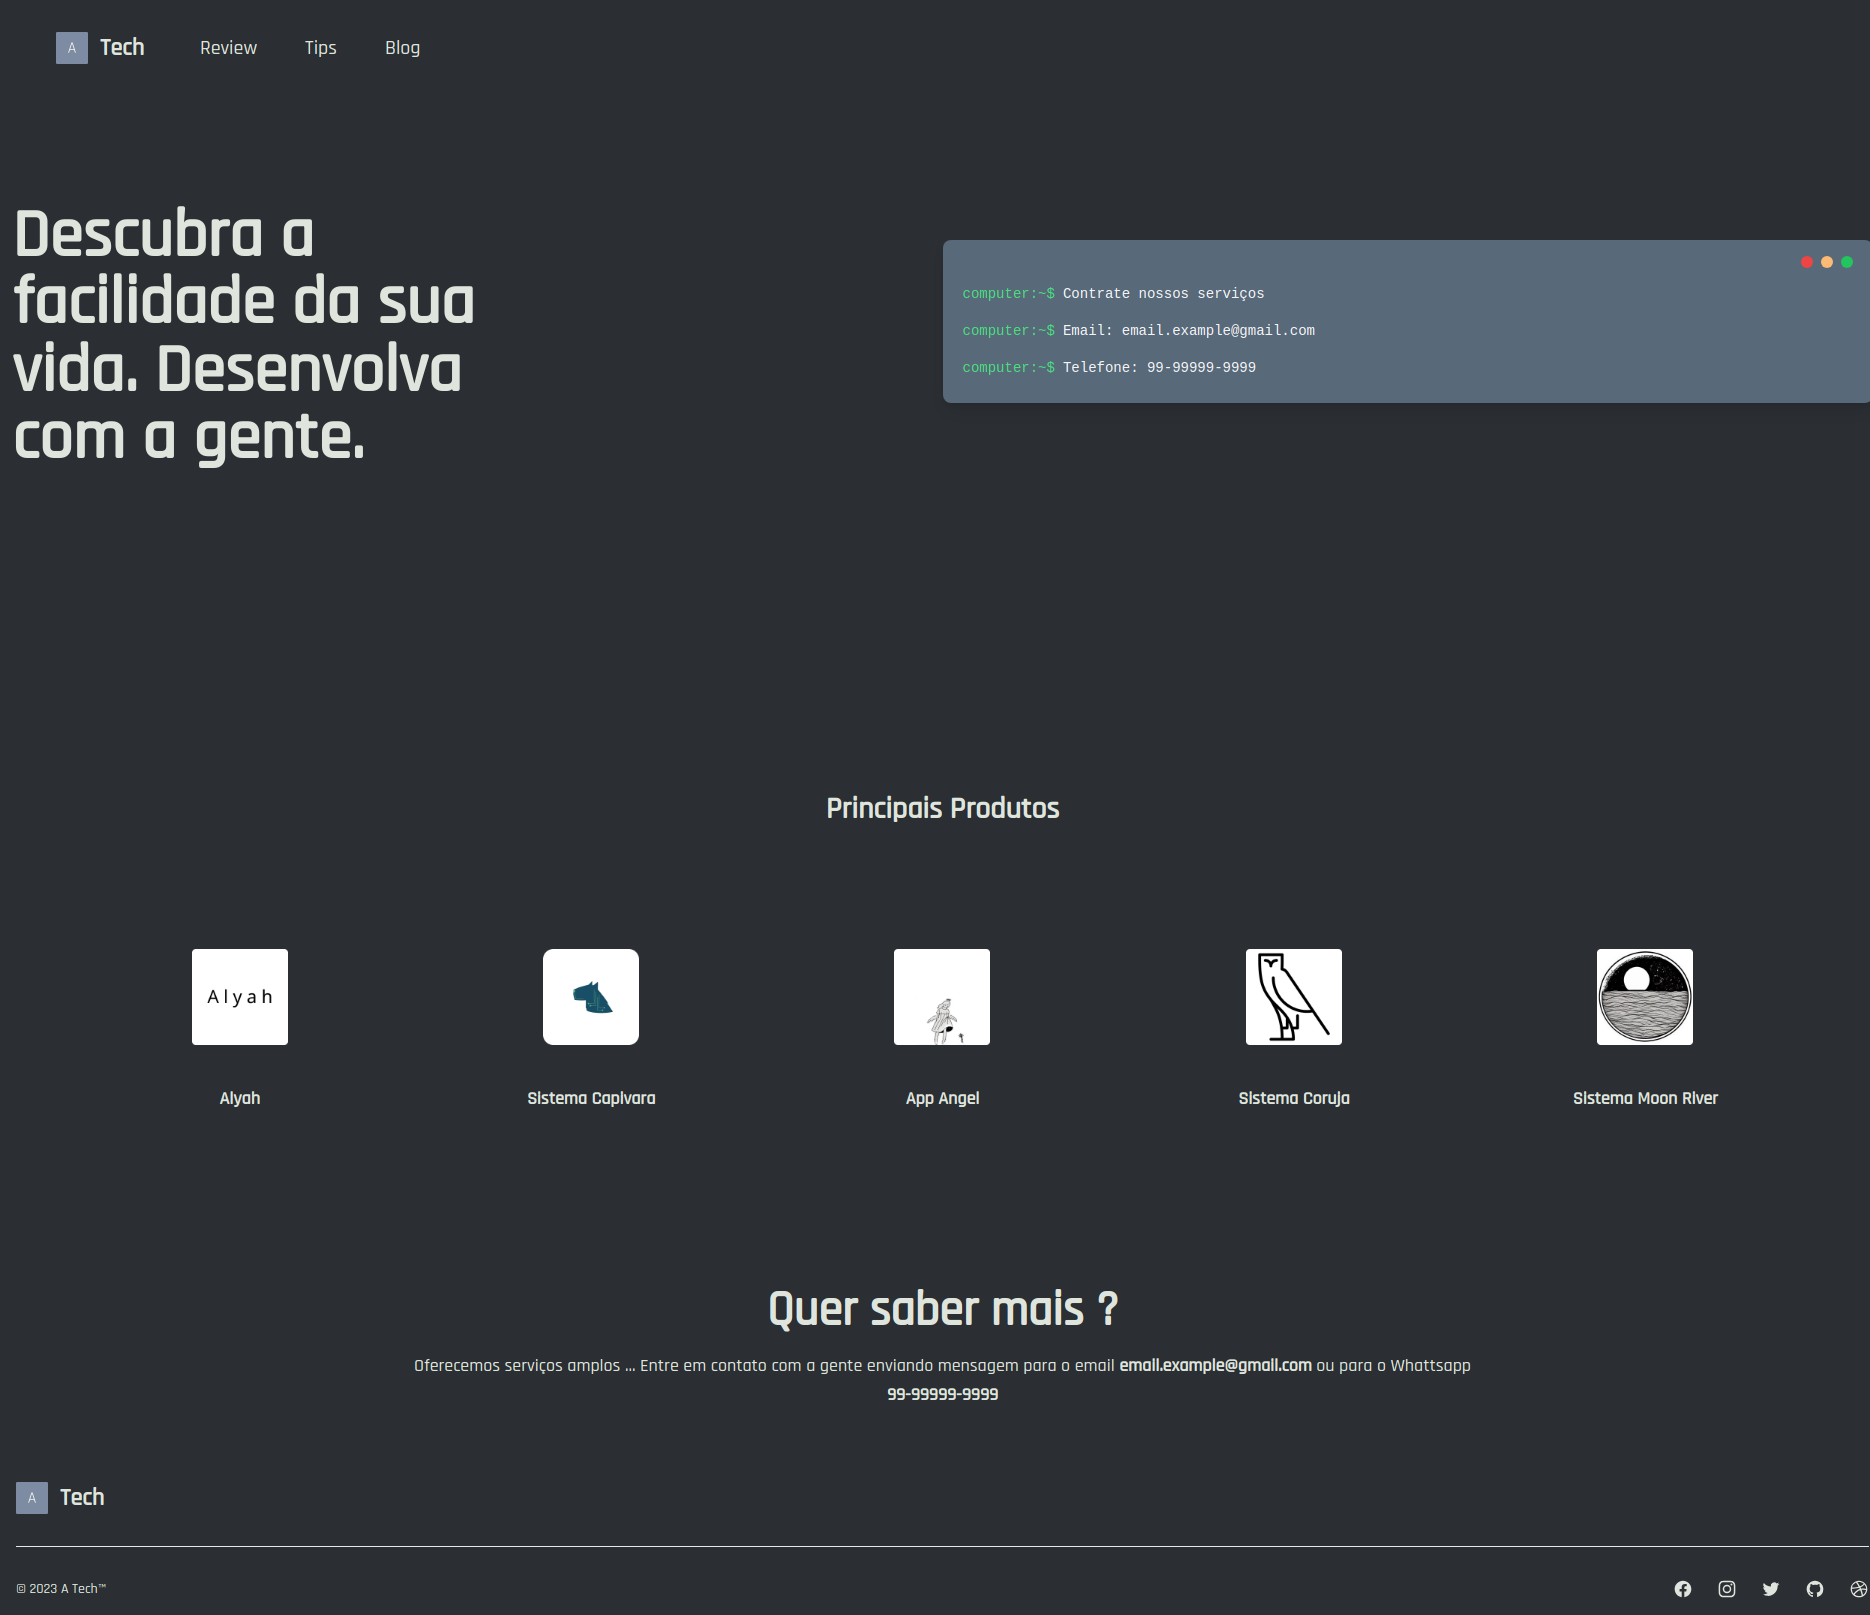 A Tech Review Tips Blog
Descubra a
facilidade da sua
vida. Desenvolva
com a gente.
computer:~$ Contrate nossos serviços
computer:~$ Email: email.example@gmail.com
computer:~$ Telefone: 99-99999-9999
Principais Produtos
Alyah
Alyah Sistema Capivara App Angel Sistema Coruja Sistema Moon River
Quer saber mais ?
Oferecemos serviços amplos ... Entre em contato com a gente enviando mensagem para o email email.example@gmail.com ou para o Whattsapp
99-99999-9999
A Tech
© 2023 A Tech™